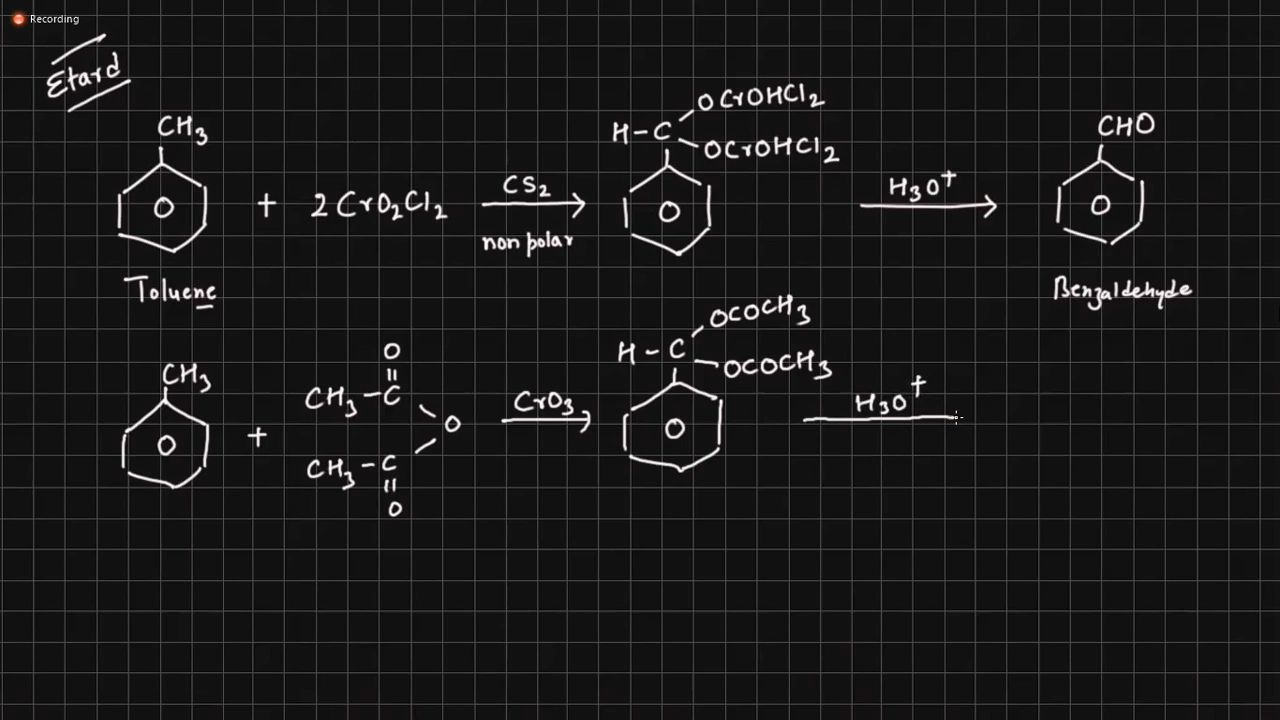 Recording
Etard
CH3 + 2CrO2Cl2 CS2 non polar H-C OCrOHCl2 OCrOHCl2 H3O+ CHO
Toluene Benzaldehyde
CH3 + CH3-C=O O CH3-C=O CrO3 H-C OCOCH3 OCOCH3 H3O+